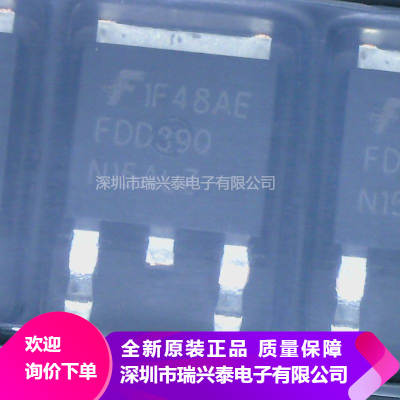 1F48AE
FDD390
N15
深圳市瑞兴泰电子有限公司
FD
N15
欢迎
询价下单
全新原装正品 质量保障
深圳市瑞兴泰电子有限公司